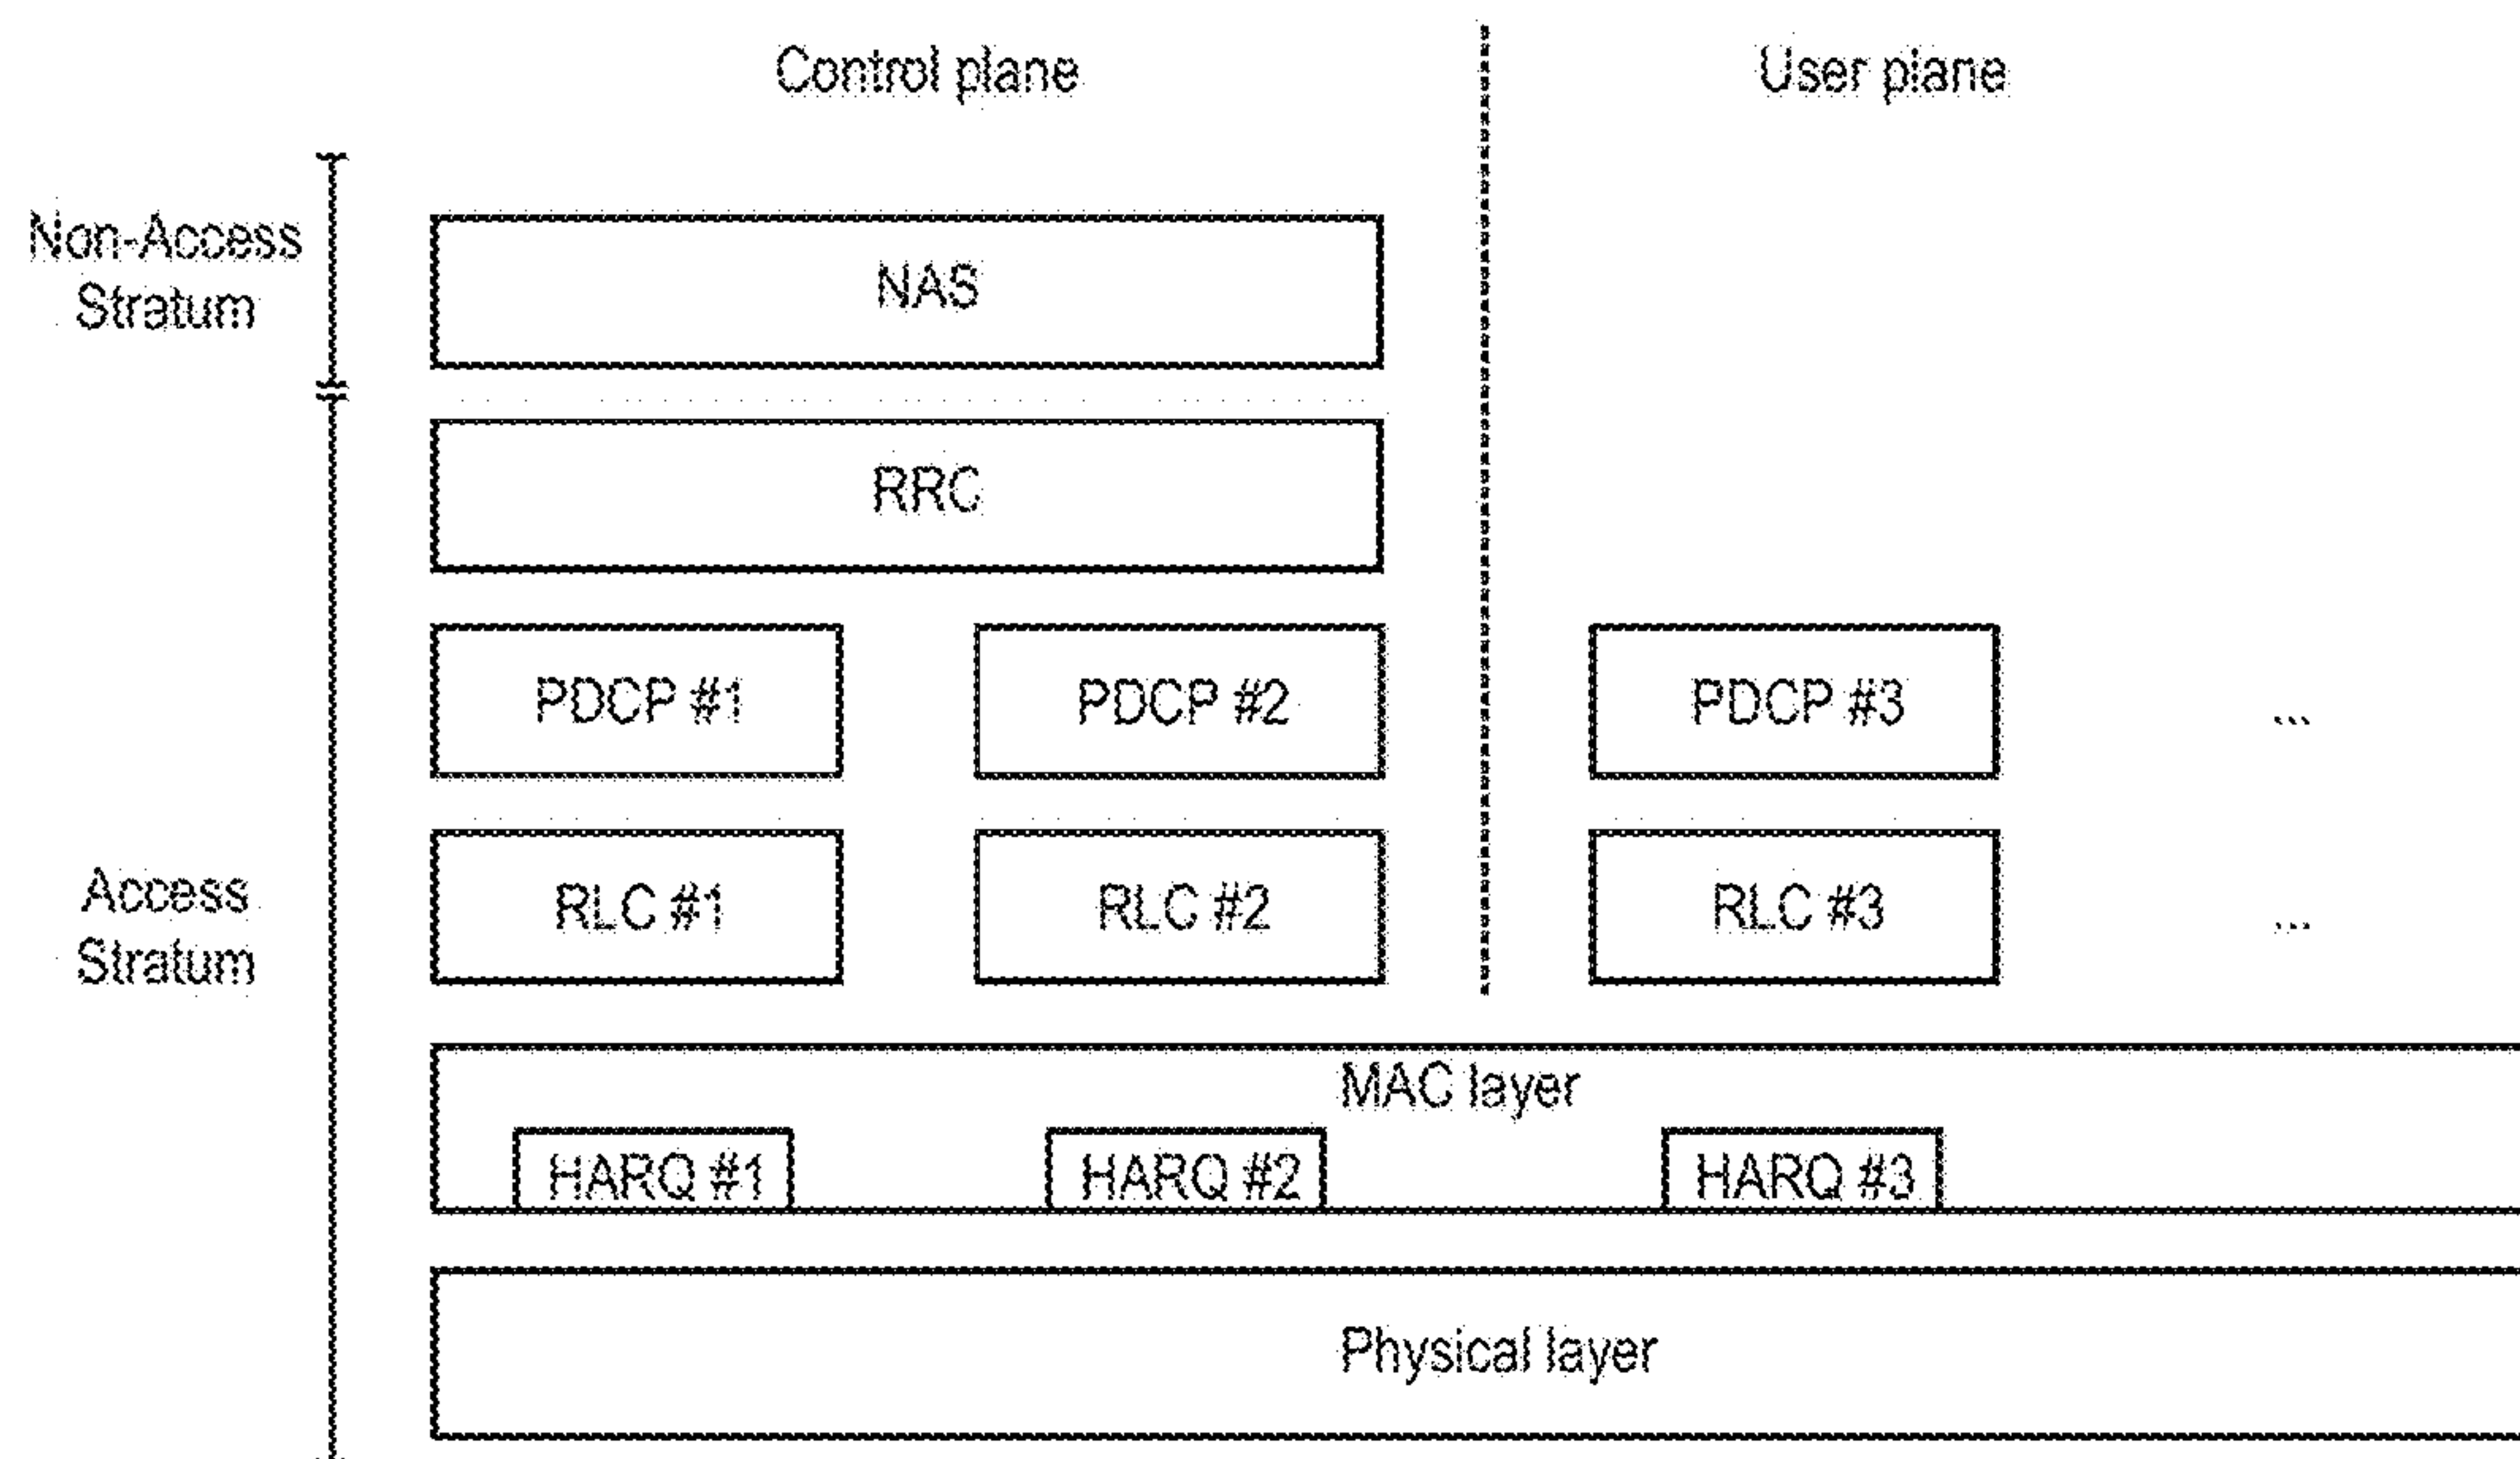 Control plane
User plane
Non-Access
Stratum
NAS
RRC
PDCP #1
PDCP #2
PDCP #3
...
Access
Stratum
RLC #1
RLC #2
RLC #3
...
MAC layer
HARQ #1
HARQ #2
HARQ #3
Physical layer